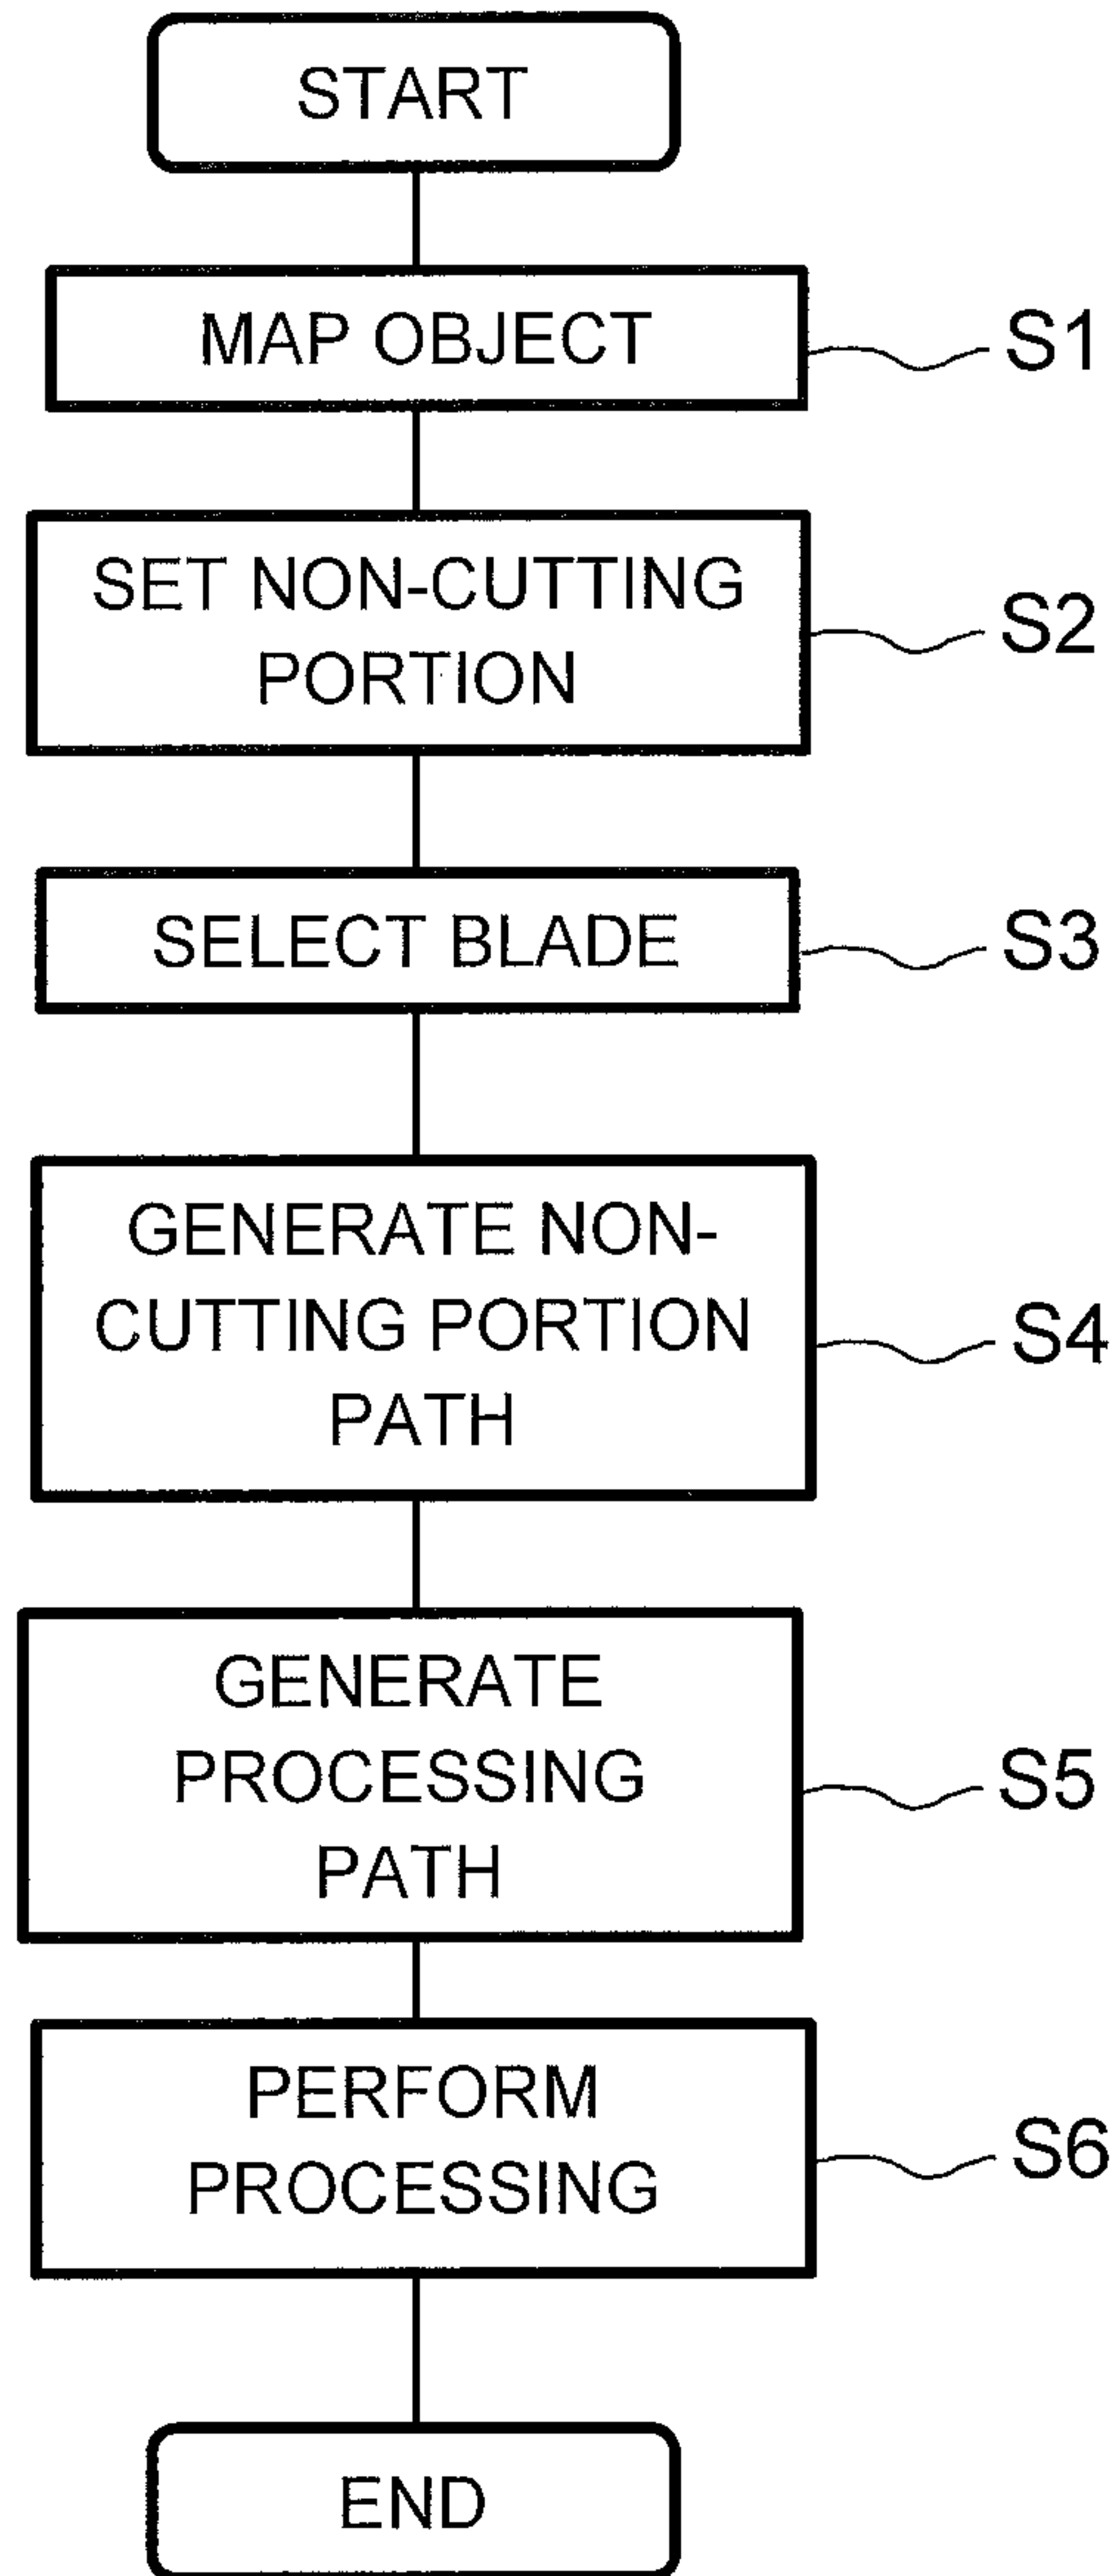 START
MAP OBJECT
S1
SET NON-CUTTING
PORTION
S2
SELECT BLADE
S3
GENERATE NON-
CUTTING PORTION
PATH
S4
GENERATE
PROCESSING
PATH
S5
PERFORM
PROCESSING
S6
END